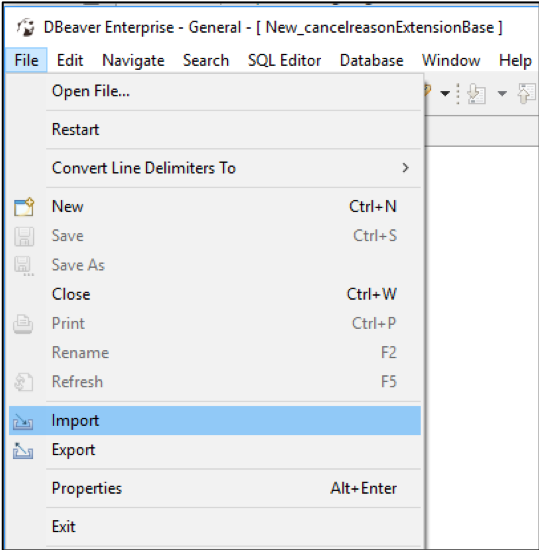 DBeaver Enterprise - General - [ New_cancelreasonExtensionBase ]
File Edit Navigate Search SQL Editor Database Window Help
Open File...
Restart
Convert Line Delimiters To >
New Ctrl+N
Save Ctrl+S
Save As
Close Ctrl+W
Print Ctrl+P
Rename F2
Refresh F5
Import
Export
Properties Alt+Enter
Exit